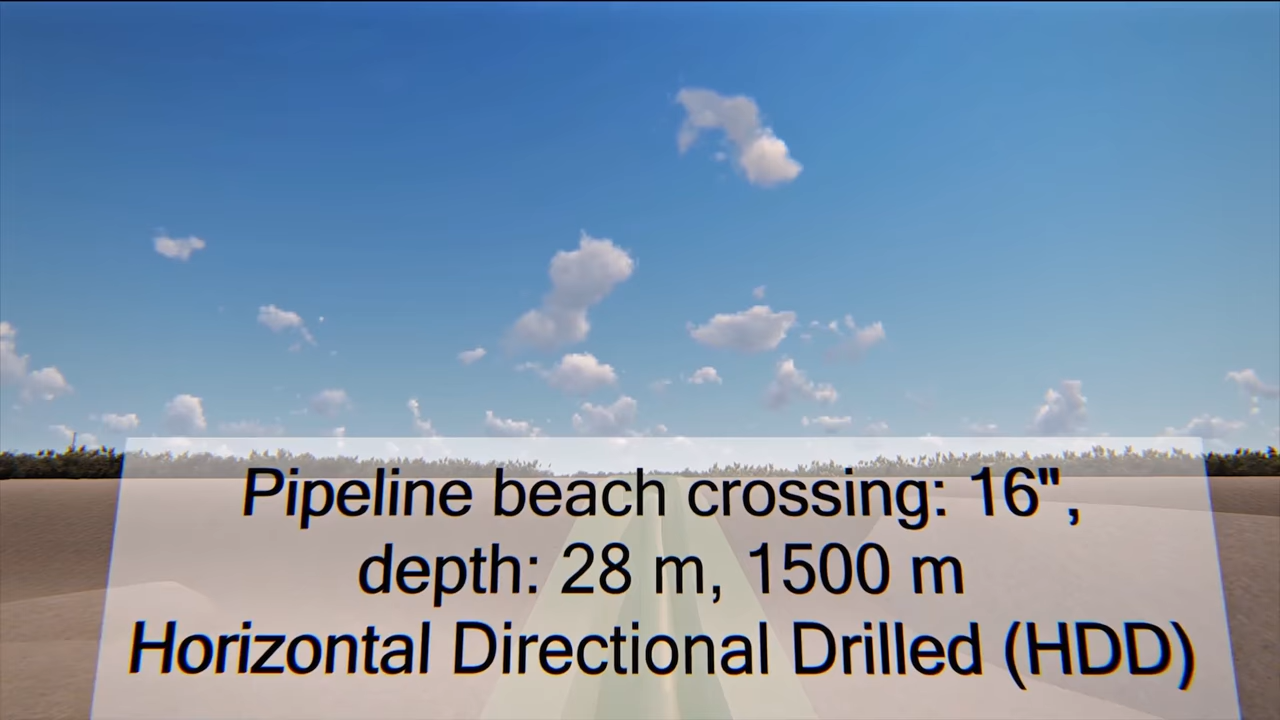 Pipeline beach crossing: 16",
depth: 28 m, 1500 m
Horizontal Directional Drilled (HDD)